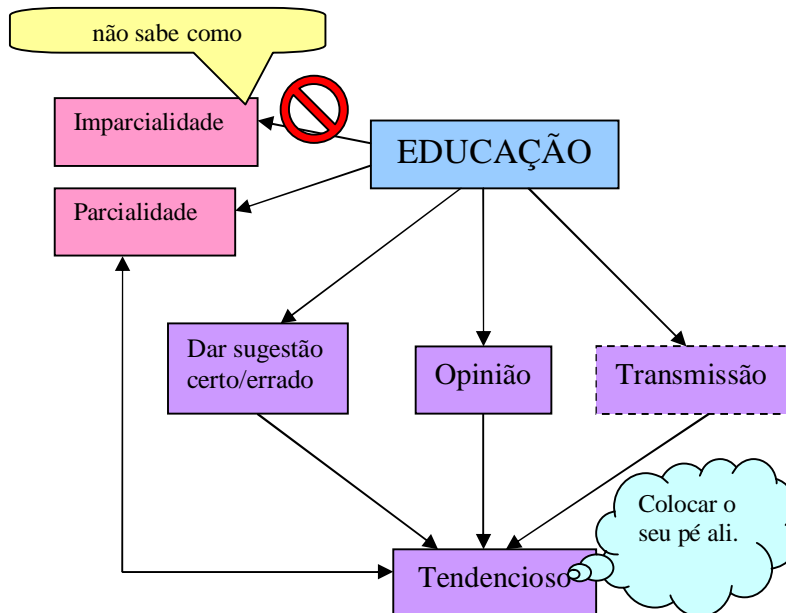 não sabe como
Imparcialidade
EDUCAÇÃO
Parcialidade
Dar sugestão
certo/errado
Opinião
Transmissão
Colocar o
seu pé ali.
Tendencioso